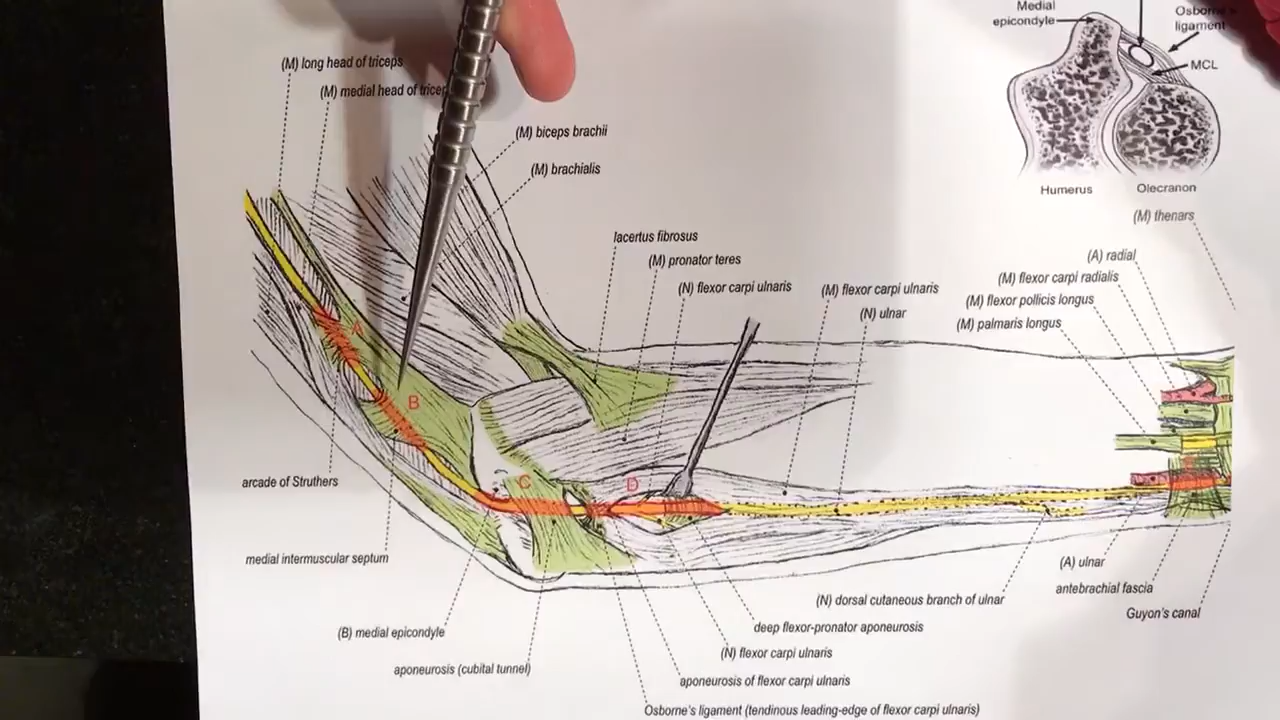 Medial
epicondyle
ligament
MCL
Humerus
Olecranon
(M) long head of triceps
(M) medial head of
(M) biceps brachii
(M) brachialis
lacertus fibrosus
(M) pronator teres
(N) flexor carpi ulnaris
(M) flexor carpi ulnaris
(N) ulnar
(M) thenars
(A) radial
(M) flexor carpi radialis
(M) flexor pollicis longus
(M) palmaris longus
A
B
C
D
arcade of Struthers
medial intermuscular septum
(B) medial epicondyle
aponeurosis (cubital tunnel)
(A) ulnar
antebrachial fascia
Guyon's canal
(N) dorsal cutaneous branch of ulnar
deep flexor-pronator aponeurosis
(N) flexor carpi ulnaris
aponeurosis of flexor carpi ulnaris
Osborne's ligament (tendinous leading-edge of flexor carpi ulnaris)